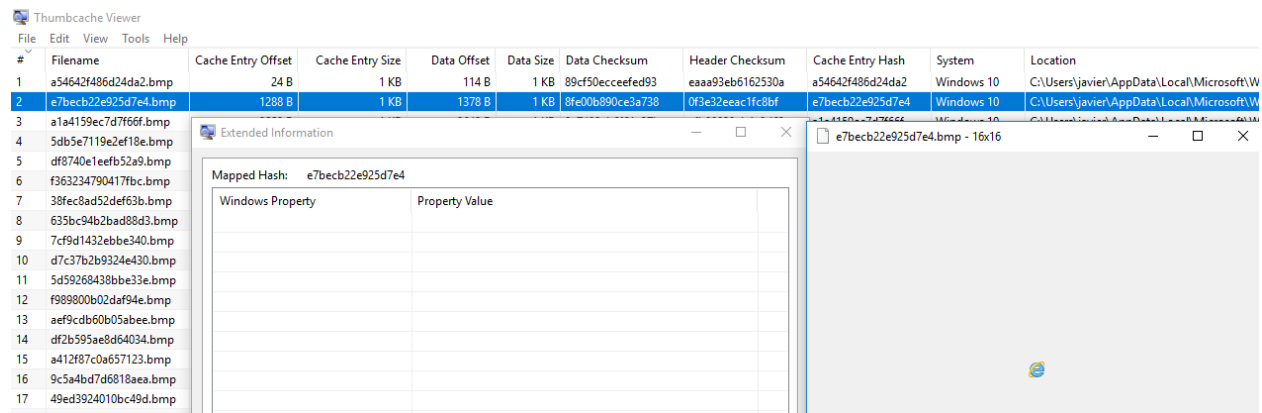 Thumbcache Viewer
File Edit View Tools Help
# Filename Cache Entry Offset Cache Entry Size Data Offset Data Size Data Checksum Header Checksum Cache Entry Hash System Location
1 a54642f486d24da2.bmp 24 B 1 KB 114 B 1 KB 89cf50ecceefed93 eaaa93eb6162530a a54642f486d24da2 Windows 10 C:\Users\javier\AppData\Local\Microsoft\W
2 e7becb22e925d7e4.bmp 1288 B 1 KB 1378 B 1 KB 8fe00b890ce3a738 0f3e32eeac1fc8bf e7becb22e925d7e4 Windows 10 C:\Users\javier\AppData\Local\Microsoft\W
3 a1a4159ec7d7f66f.bmp
4 5db5e7119e2ef18e.bmp
5 df8740e1eefb52a9.bmp
6 f363234790417fbc.bmp
7 38fec8ad52def63b.bmp
8 635bc94b2bad88d3.bmp
9 7cf9d1432ebbe340.bmp
10 d7c37b2b9324e430.bmp
11 5d59268438bbe33e.bmp
12 f989800b02daf94e.bmp
13 aef9cdb60b05abee.bmp
14 df2b595ae8d64034.bmp
15 a412f87c0a657123.bmp
16 9c5a4bd7d6818aea.bmp
17 49ed3924010bc49d.bmp
Extended Information
Mapped Hash: e7becb22e925d7e4
Windows Property Property Value
e7becb22e925d7e4.bmp - 16x16